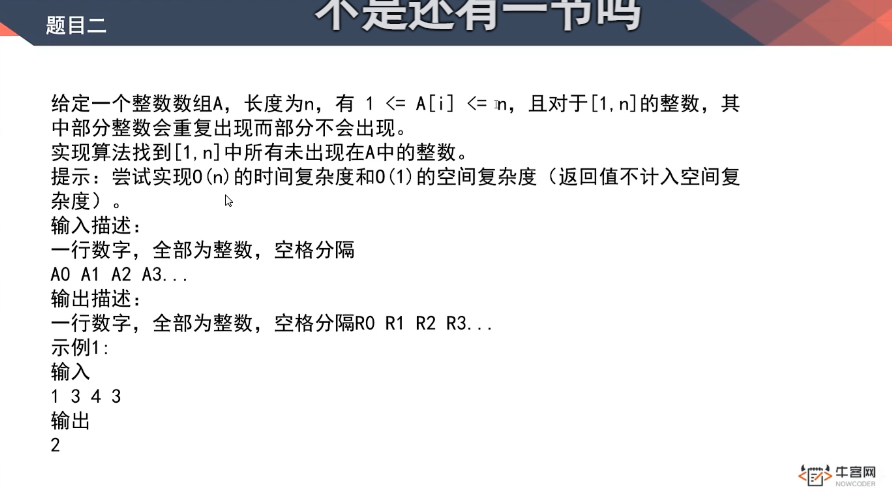 不是还有一节吗
题目二
给定一个整数数组A，长度为n，有 1 <= A[i] <= n，且对于[1,n]的整数，其
中部分整数会重复出现而部分不会出现。
实现算法找到[1,n]中所有未出现在A中的整数。
提示：尝试实现O(n)的时间复杂度和O(1)的空间复杂度（返回值不计入空间复
杂度）。
输入描述：
一行数字，全部为整数，空格分隔
A0 A1 A2 A3...
输出描述：
一行数字，全部为整数，空格分隔R0 R1 R2 R3...
示例1:
输入
1 3 4 3
输出
2
牛客网
NOWCODER